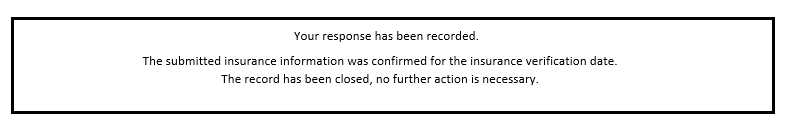 Your response has been recorded.
The submitted insurance information was confirmed for the insurance verification date.
The record has been closed, no further action is necessary.